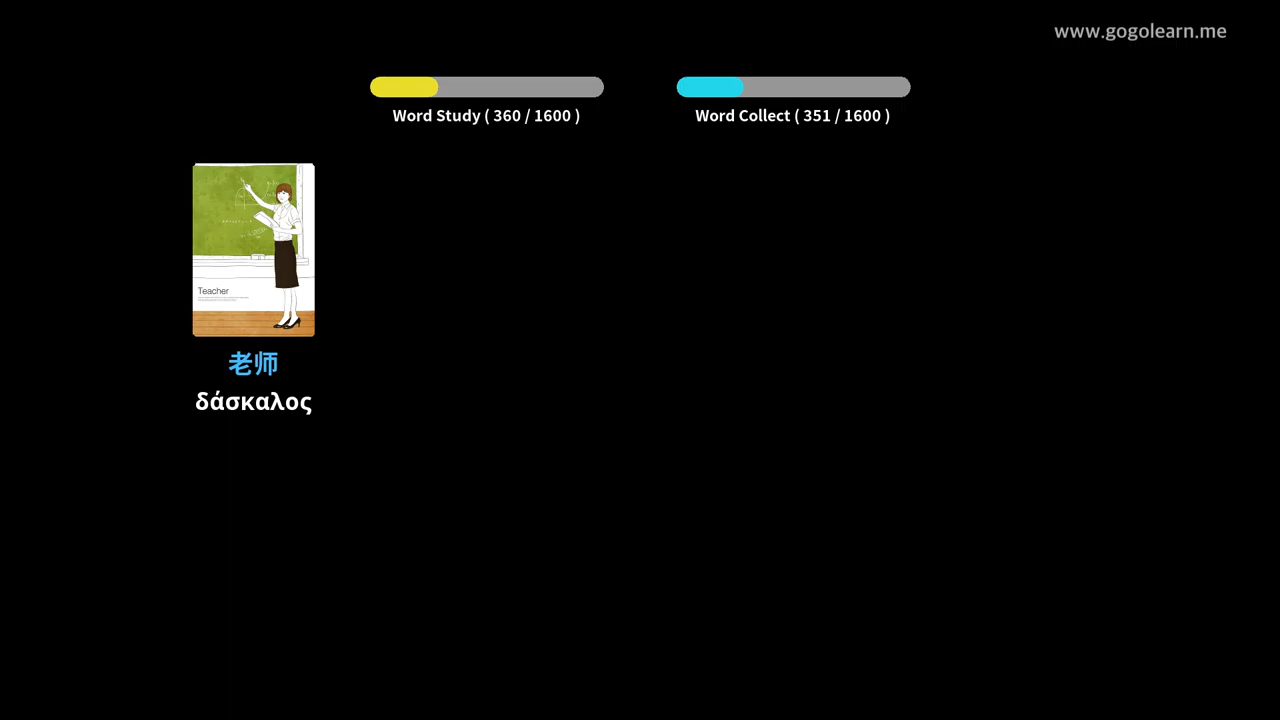 www.gogolearn.me
Word Study ( 360 / 1600 )
Word Collect ( 351 / 1600 )
Teacher
老师
δάσκαλος